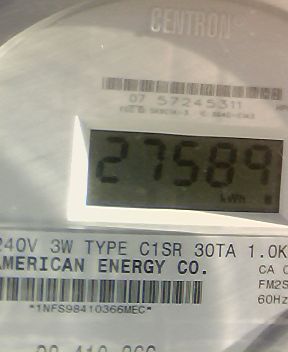 CENTRON
07 57245311
27589
kWh
240V 3W TYPE C1SR 30TA 1.0K
AMERICAN ENERGY CO.
CA
FM2S
60Hz
*1NFS98410366MEC*